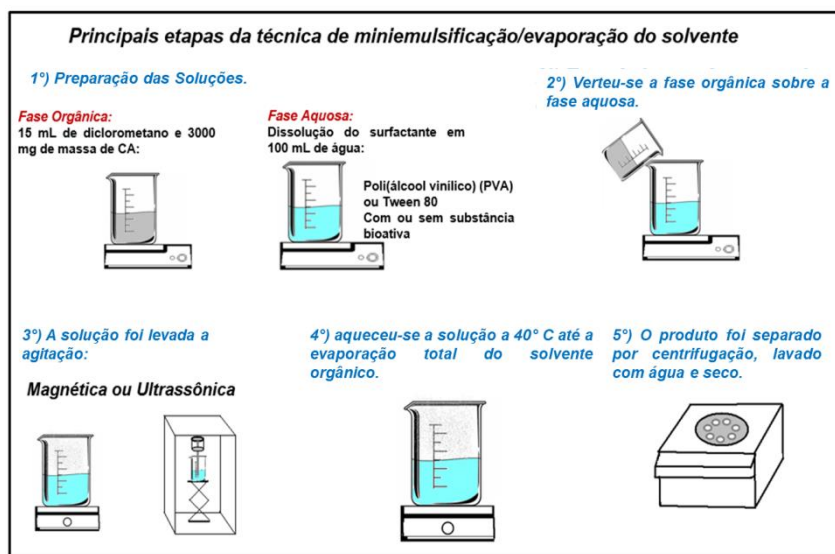 Principais etapas da técnica de miniemulsificação/evaporação do solvente
1°) Preparação das Soluções.
Fase Orgânica:
15 mL de diclorometano e 3000
mg de massa de CA:
Fase Aquosa:
Dissolução do surfactante em
100 mL de água:
Poli(álcool vinílico) (PVA)
ou Tween 80
Com ou sem substância
bioativa
2°) Verteu-se a fase orgânica sobre a
fase aquosa.
3°) A solução foi levada a
agitação:
Magnética ou Ultrassônica
4°) aqueceu-se a solução a 40° C até a
evaporação total do solvente
orgânico.
5°) O produto foi separado
por centrifugação, lavado
com água e seco.